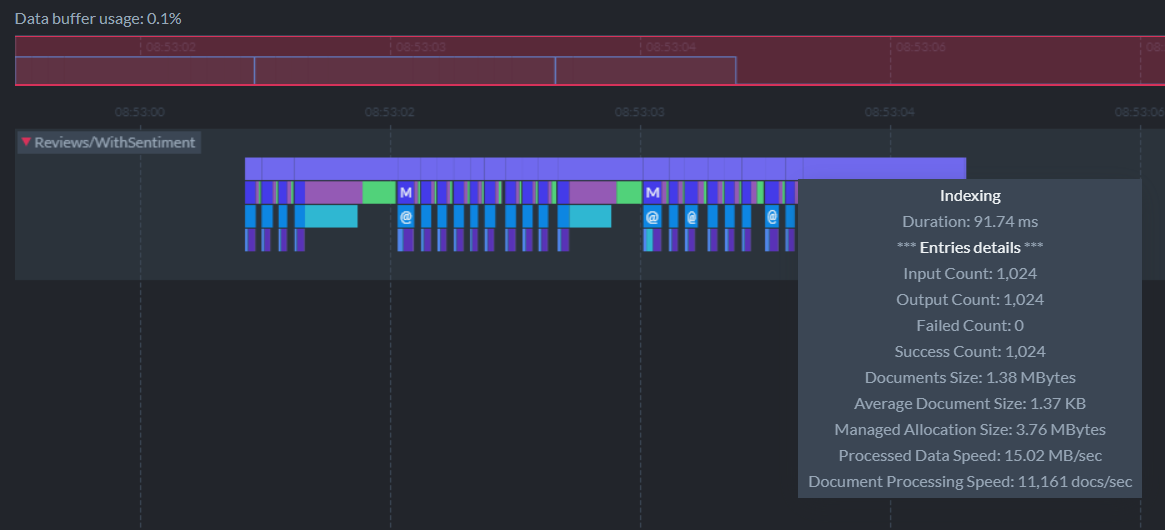 Data buffer usage: 0.1%
08:53:02 08:53:03 08:53:04 08:53:06
08:53:00 08:53:02 08:53:03 08:53:04 08:53:06
Reviews/WithSentiment
M M
@ @ @ @
Indexing
Duration: 91.74 ms
*** Entries details ***
Input Count: 1,024
Output Count: 1,024
Failed Count: 0
Success Count: 1,024
Documents Size: 1.38 MBytes
Average Document Size: 1.37 KB
Managed Allocation Size: 3.76 MBytes
Processed Data Speed: 15.02 MB/sec
Document Processing Speed: 11,161 docs/sec